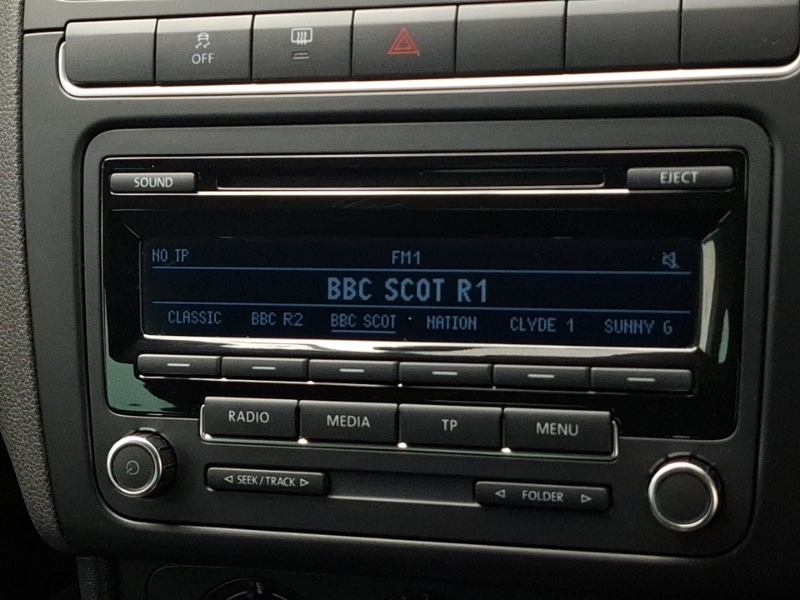 OFF
SOUND EJECT
NO TP FM1
BBC SCOT R1
CLASSIC BBC R2 BBC SCOT NATION CLYDE 1 SUNNY G
RADIO MEDIA TP MENU
SEEK/TRACK FOLDER